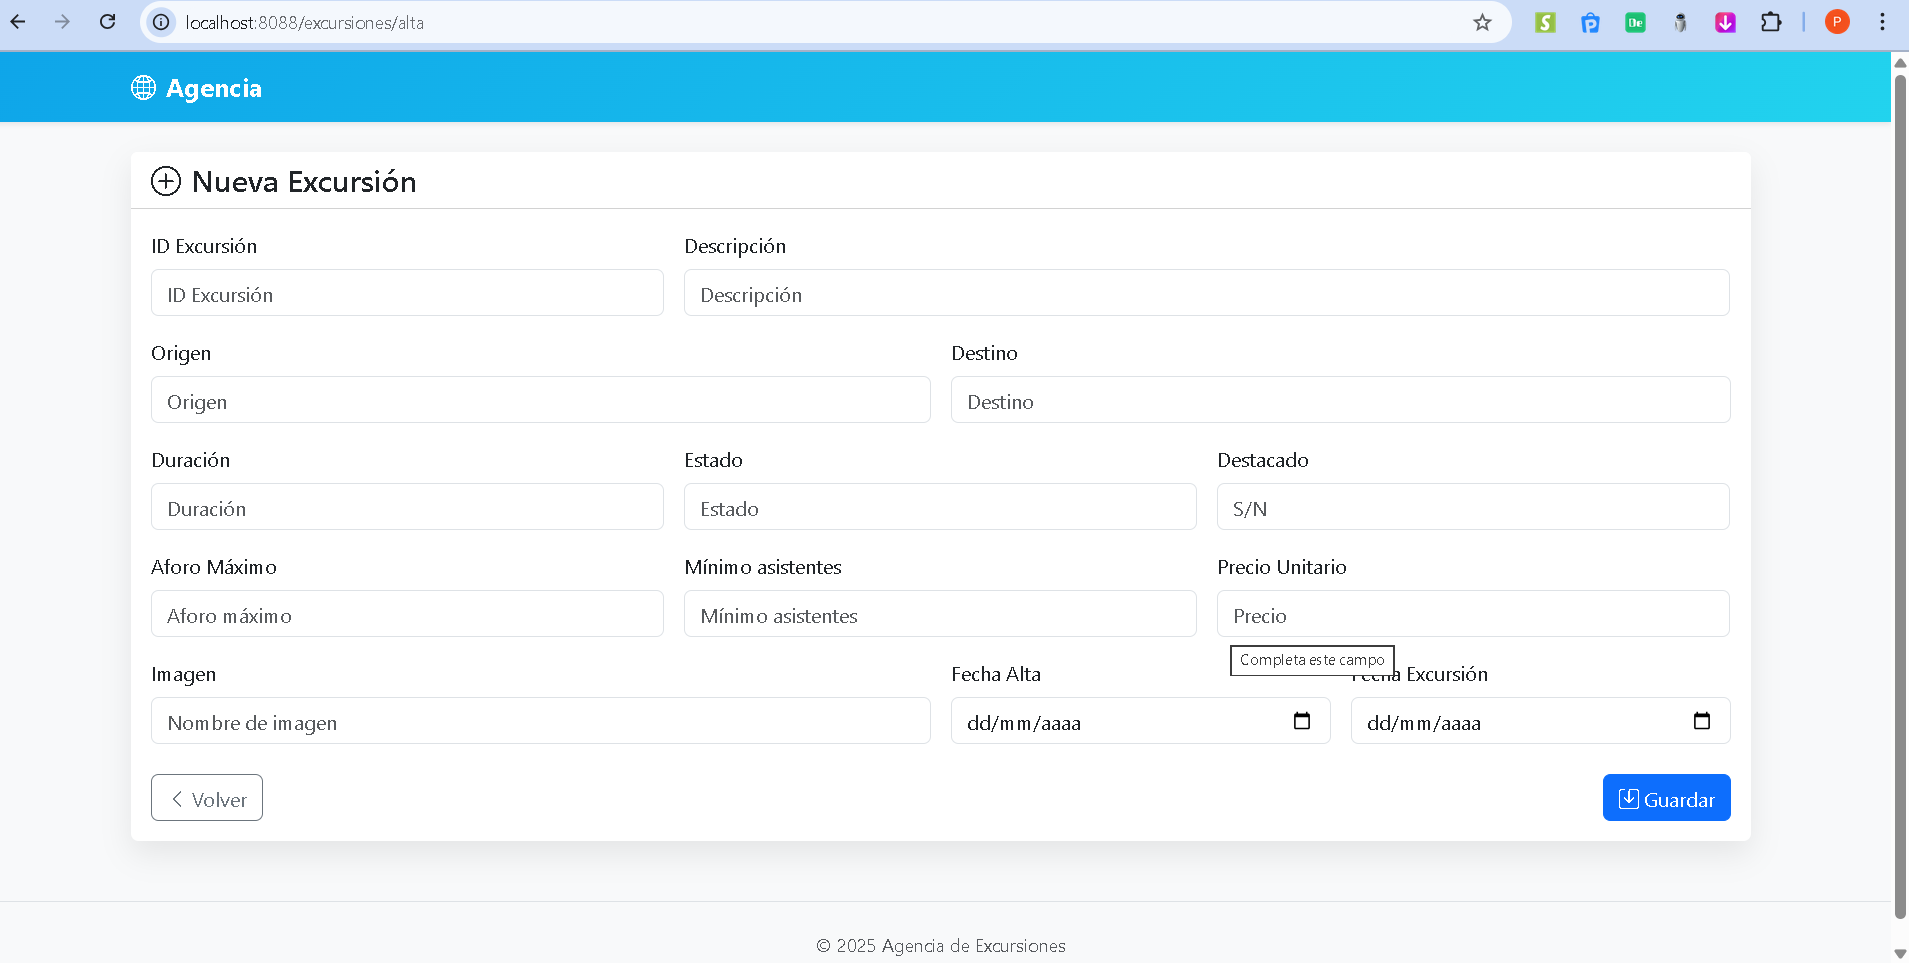 localhost:8088/excursiones/alta
Agencia
Nueva Excursión
ID Excursión Descripción
ID Excursión Descripción
Origen Destino
Origen Destino
Duración Estado Destacado
Duración Estado S/N
Aforo Máximo Mínimo asistentes Precio Unitario
Aforo máximo Mínimo asistentes Precio
Completa este campo
Imagen Fecha Alta Fecha Excursión
Nombre de imagen dd/mm/aaaa dd/mm/aaaa
Volver Guardar
© 2025 Agencia de Excursiones